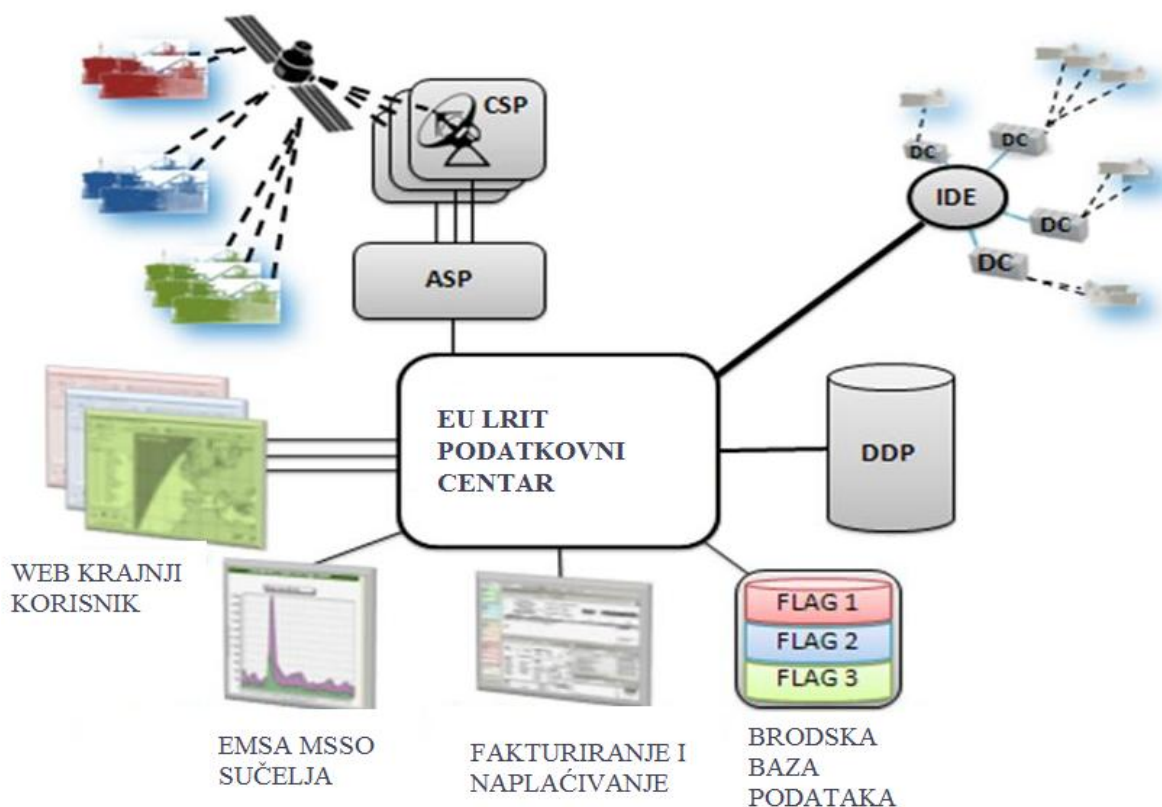 CSP
ASP
DC
DC
DC
DC
IDE
EU LRIT
PODATKOVNI
CENTAR
DDP
WEB KRAJNJI
KORISNIK
EMSA MSSO
SUČELJA
FAKTURIRANJE I
NAPLAĆIVANJE
FLAG 1
FLAG 2
FLAG 3
BRODSKA
BAZA
PODATAKA